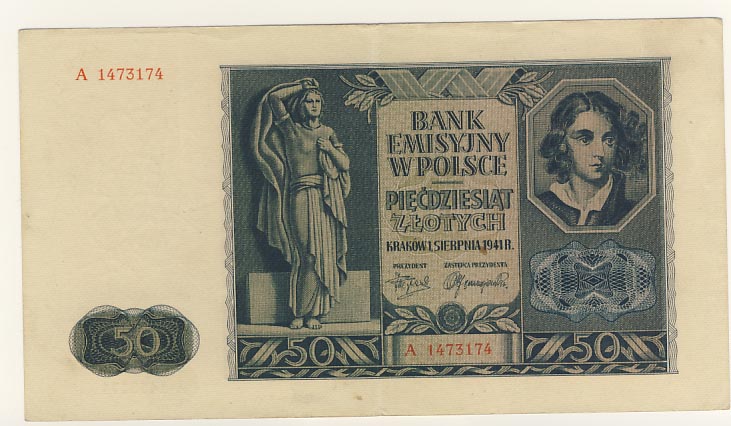 A 1473174
BANK
EMISYJNY
W POLSCE
PIĘĆDZIESIĄT
ZŁOTYCH
KRAKÓW 1. SIERPNIA 1941 R.
PREZYDENT ZASTĘPCA PREZYDENTA
50
50
A 1473174
50